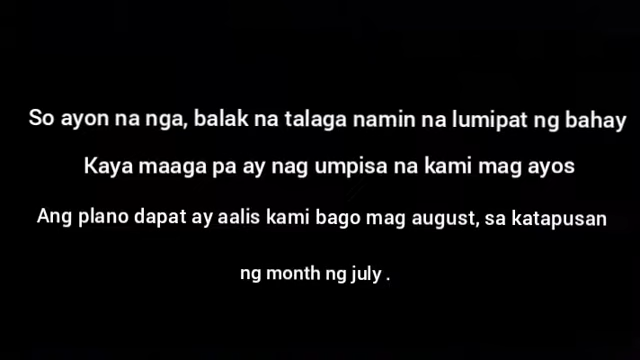 So ayon na nga, balak na talaga namin na lumipat ng bahay
Kaya maaga pa ay nag umpisa na kami mag ayos
Ang plano dapat ay aalis kami bago mag august, sa katapusan
ng month ng july .